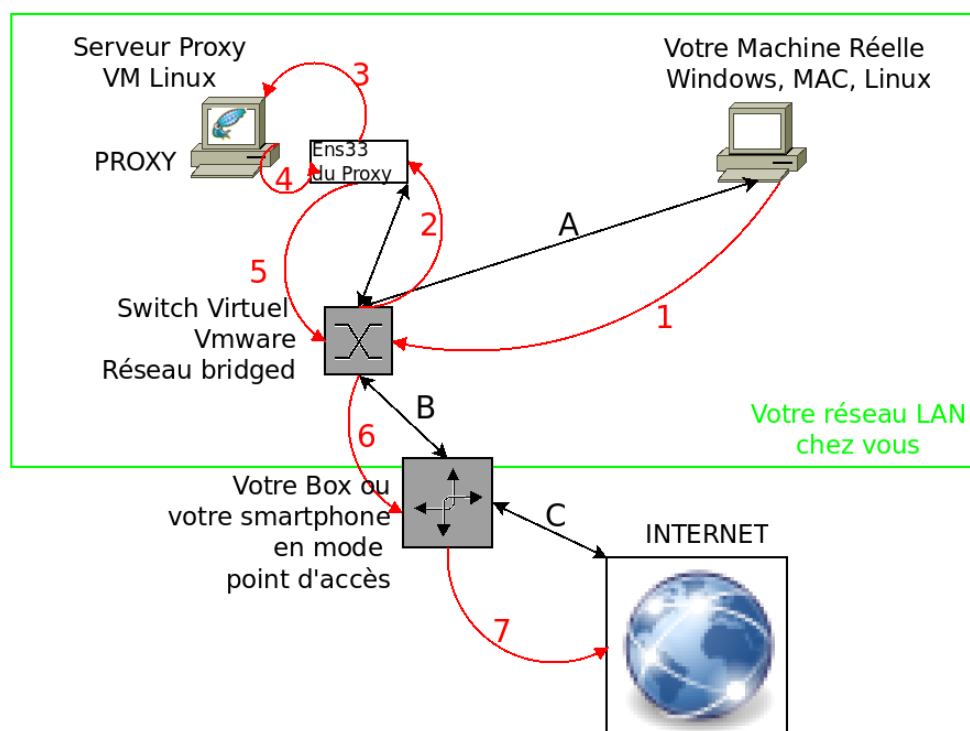 Serveur Proxy
VM Linux
PROXY
3
Ens33
du Proxy
4
2
5
Votre Machine Réelle
Windows, MAC, Linux
A
1
Switch Virtuel
Vmware
Réseau bridged
B
6
Votre réseau LAN
chez vous
Votre Box ou
votre smartphone
en mode
point d'accès
C
INTERNET
7